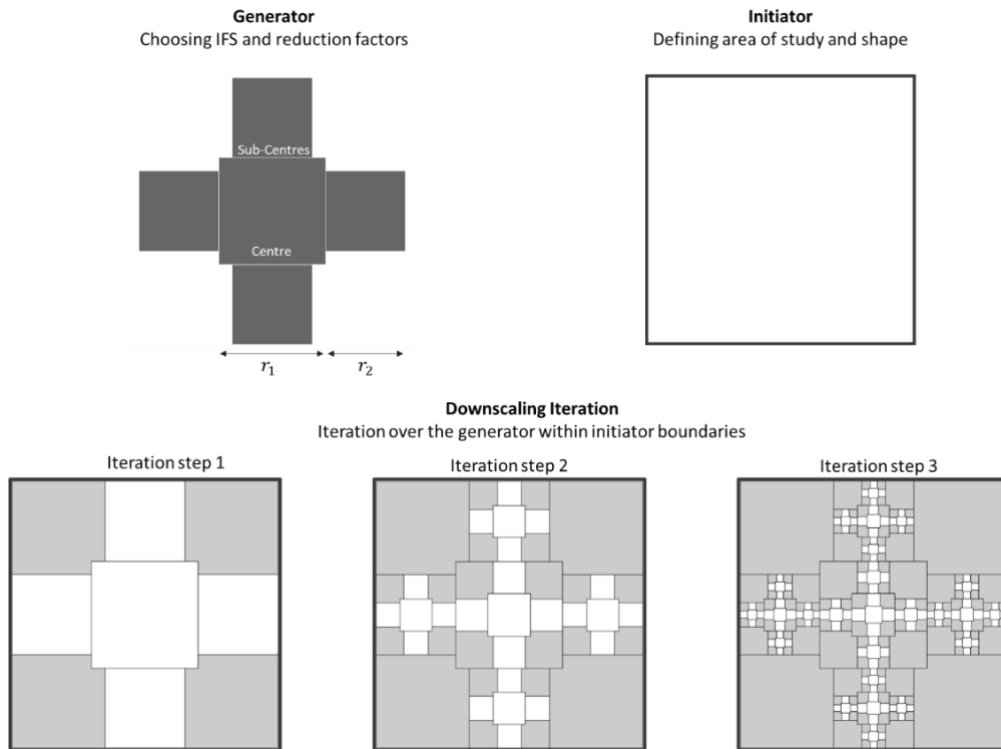 Generator
Choosing IFS and reduction factors
Initiator
Defining area of study and shape
Sub-Centres
Centre
r₁
r₂
Downscaling Iteration
Iteration over the generator within initiator boundaries
Iteration step 1
Iteration step 2
Iteration step 3